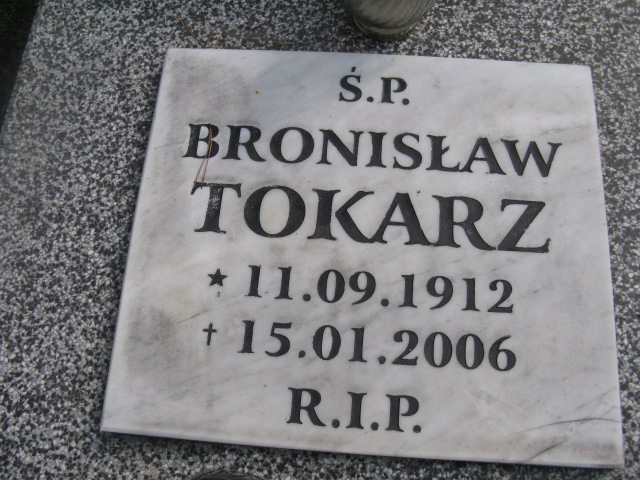 Ś.P.
BRONISŁAW
TOKARZ
★ 11.09.1912
† 15.01.2006
R.I.P.